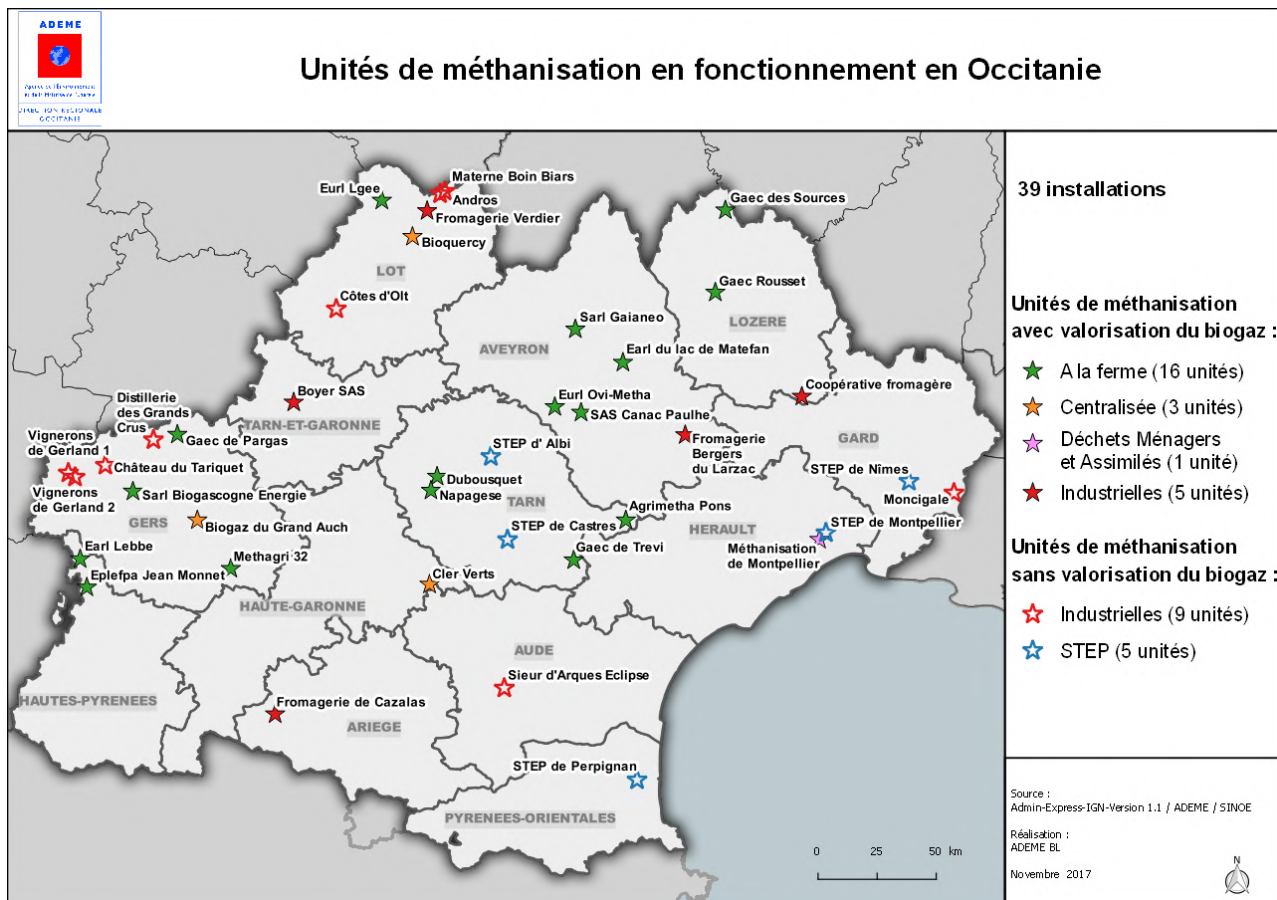 ADEME
DIRECTION REGIONALE
OCCITANIE
Unités de méthanisation en fonctionnement en Occitanie
Materne Boin Biars
Eurl Lgee
Andros
Fromagerie Verdier
Bioquercy
LOT
Côtes d'Olt
Gaec des Sources
Gaec Rousset
LOZERE
Sarl Gaianeo
AVEYRON
Earl du lac de Matefan
Boyer SAS
TARN-ET-GARONNE
Eurl Ovi-Metha
SAS Canac Paulhe
Coopérative fromagère
Distillerie
des Grands
Crus
Gaec de Pargas
Vignerons
de Gerland 1
Château du Tariquet
Vignerons
de Gerland 2
Sarl Biogascogne Energie
GERS
Biogaz du Grand Auch
Earl Lebbe
Methagri 32
Eplefpa Jean Monnet
STEP d' Albi
Dubousquet
Napagese
TARN
STEP de Castres
Fromagerie
Bergers
du Larzac
GARD
STEP de Nîmes
Moncigale
Agrimetha Pons
HERAULT
STEP de Montpellier
Méthanisation
de Montpellier
Gaec de Trevi
Cler Verts
HAUTE-GARONNE
AUDE
Sieur d'Arques Eclipse
HAUTES-PYRENEES
Fromagerie de Cazalas
ARIEGE
STEP de Perpignan
PYRENEES-ORIENTALES
0 25 50 km
39 installations
Unités de méthanisation
avec valorisation du biogaz :
A la ferme (16 unités)
Centralisée (3 unités)
Déchets Ménagers
et Assimilés (1 unité)
Industrielles (5 unités)
Unités de méthanisation
sans valorisation du biogaz :
Industrielles (9 unités)
STEP (5 unités)
Source :
Admin-Express-IGN-Version 1.1 / ADEME / SINOE
Réalisation :
ADEME BL
Novembre 2017
N